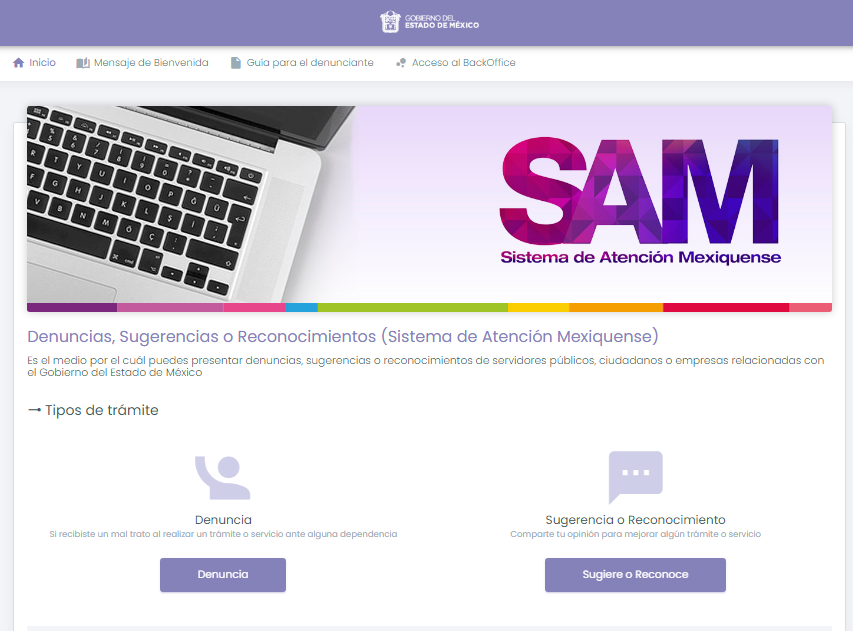 GOBIERNO DEL
ESTADO DE MÉXICO
Inicio
Mensaje de Bienvenida
Guia para el denunciante
Acceso al BackOffice
SAM
Sistema de Atención Mexiquense
Denuncias, Sugerencias o Reconocimientos (Sistema de Atención Mexiquense)
Es el medio por el cuál puedes presentar denuncias, sugerencias o reconocimientos de servidores públicos, ciudadanos o empresas relacionadas con
el Gobierno del Estado de México
Tipos de trámite
Denuncia
Si recibiste un mal trato al realizar un trámite o servicio ante alguna dependencia
Denuncia
Sugerencia o Reconocimiento
Comparte tu opinión para mejorar algún trámite o servicio
Sugiere o Reconoce